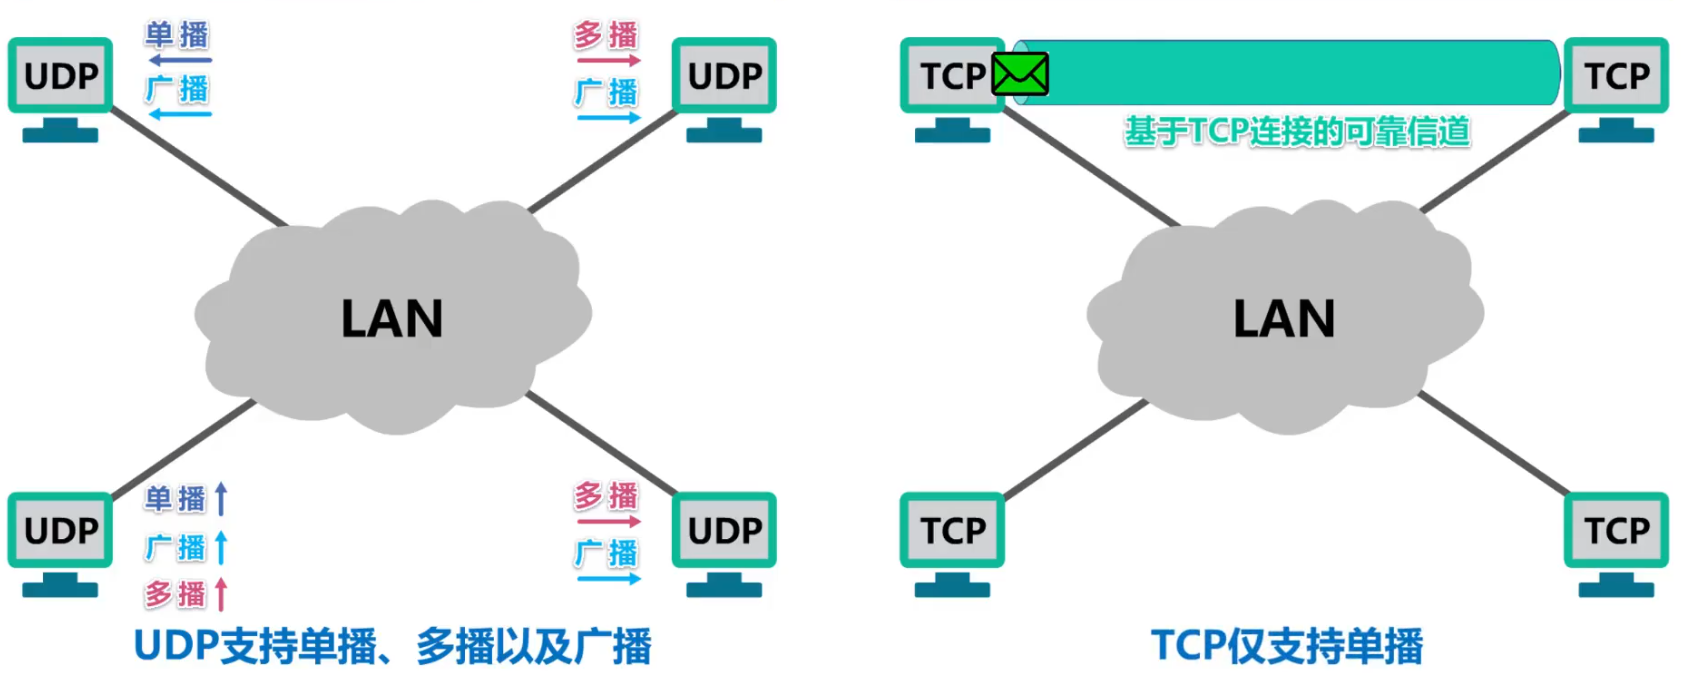 UDP
单播
广播
多播
广播
UDP
LAN
UDP
单播
广播
多播
多播
广播
UDP
UDP支持单播、多播以及广播
TCP
TCP
基于TCP连接的可靠信道
LAN
TCP
TCP
TCP仅支持单播